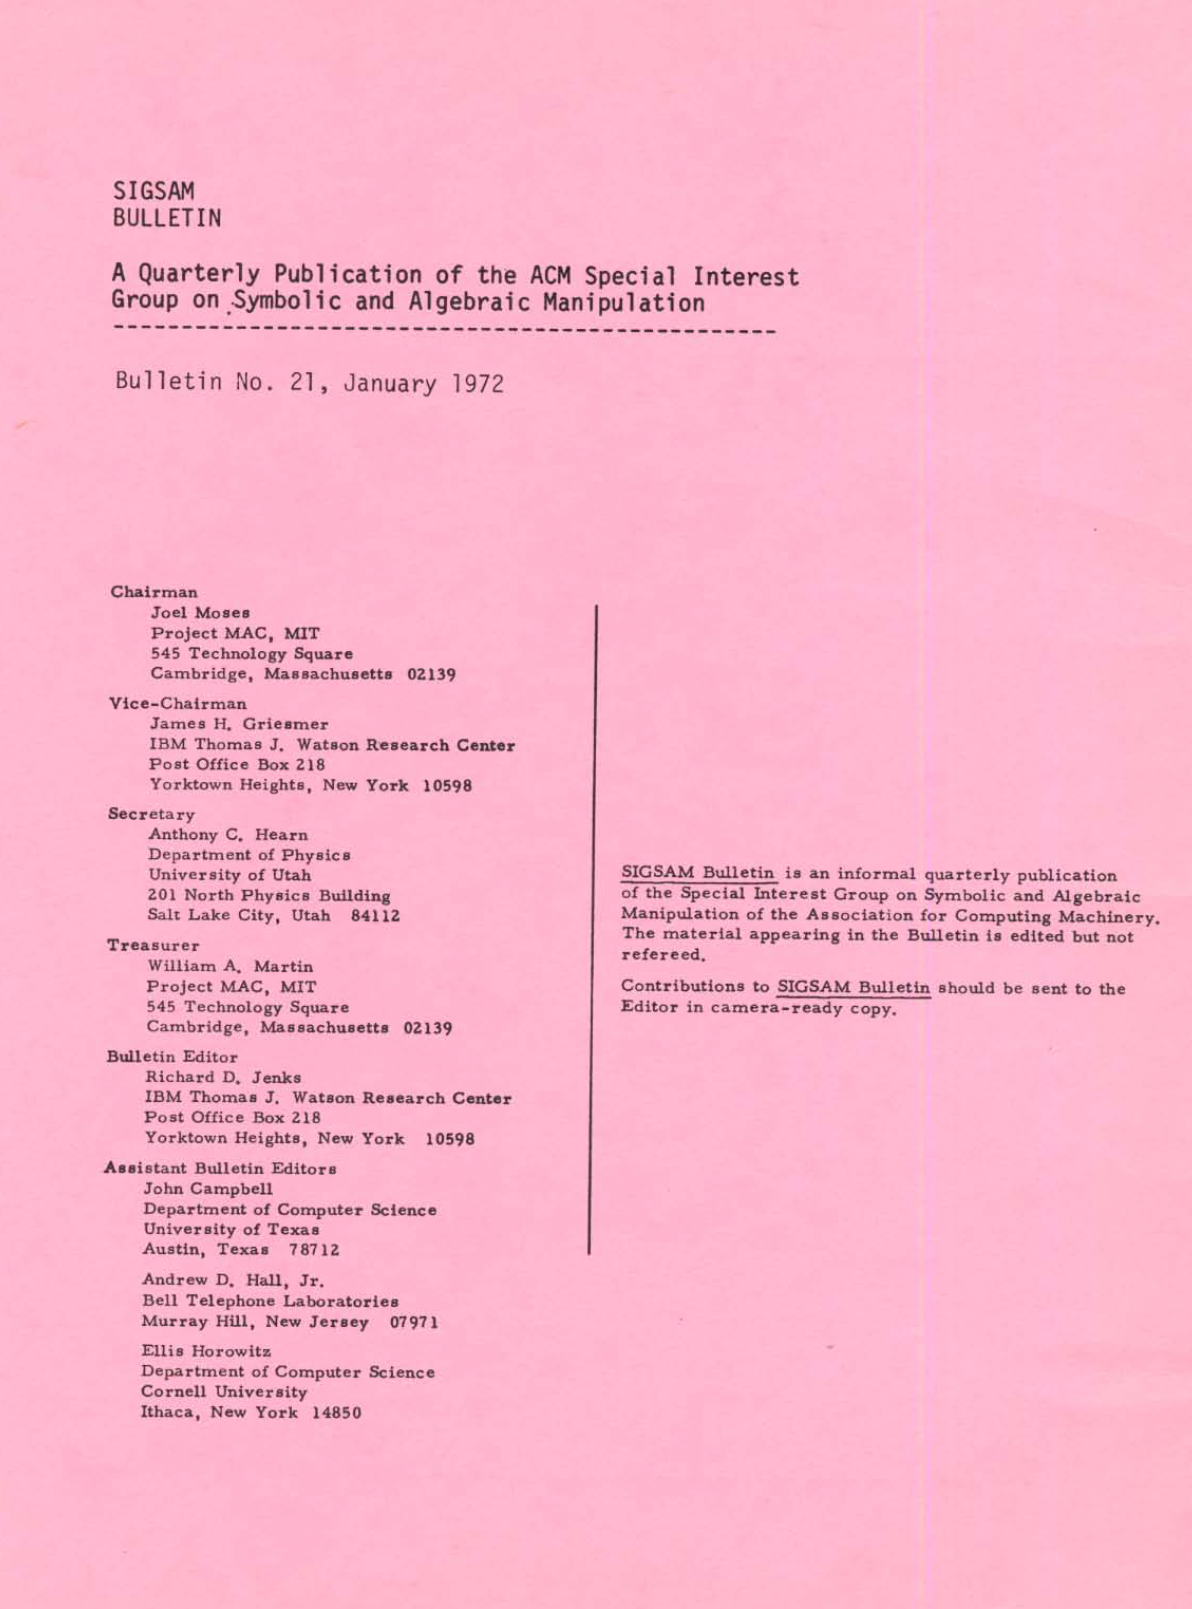 SIGSAM
BULLETIN
A Quarterly Publication of the ACM Special Interest
Group on Symbolic and Algebraic Manipulation
-------------------------------------------------
Bulletin No. 21, January 1972
Chairman
Joel Moses
Project MAC, MIT
545 Technology Square
Cambridge, Massachusetts 02139
Vice-Chairman
James H. Griesmer
IBM Thomas J. Watson Research Center
Post Office Box 218
Yorktown Heights, New York 10598
Secretary
Anthony C. Hearn
Department of Physics
University of Utah
201 North Physics Building
Salt Lake City, Utah 84112
Treasurer
William A. Martin
Project MAC, MIT
545 Technology Square
Cambridge, Massachusetts 02139
Bulletin Editor
Richard D. Jenks
IBM Thomas J. Watson Research Center
Post Office Box 218
Yorktown Heights, New York 10598
Assistant Bulletin Editors
John Campbell
Department of Computer Science
University of Texas
Austin, Texas 78712
Andrew D. Hall, Jr.
Bell Telephone Laboratories
Murray Hill, New Jersey 07971
Ellis Horowitz
Department of Computer Science
Cornell University
Ithaca, New York 14850
SIGSAM Bulletin is an informal quarterly publication
of the Special Interest Group on Symbolic and Algebraic
Manipulation of the Association for Computing Machinery.
The material appearing in the Bulletin is edited but not
refereed.
Contributions to SIGSAM Bulletin should be sent to the
Editor in camera-ready copy.